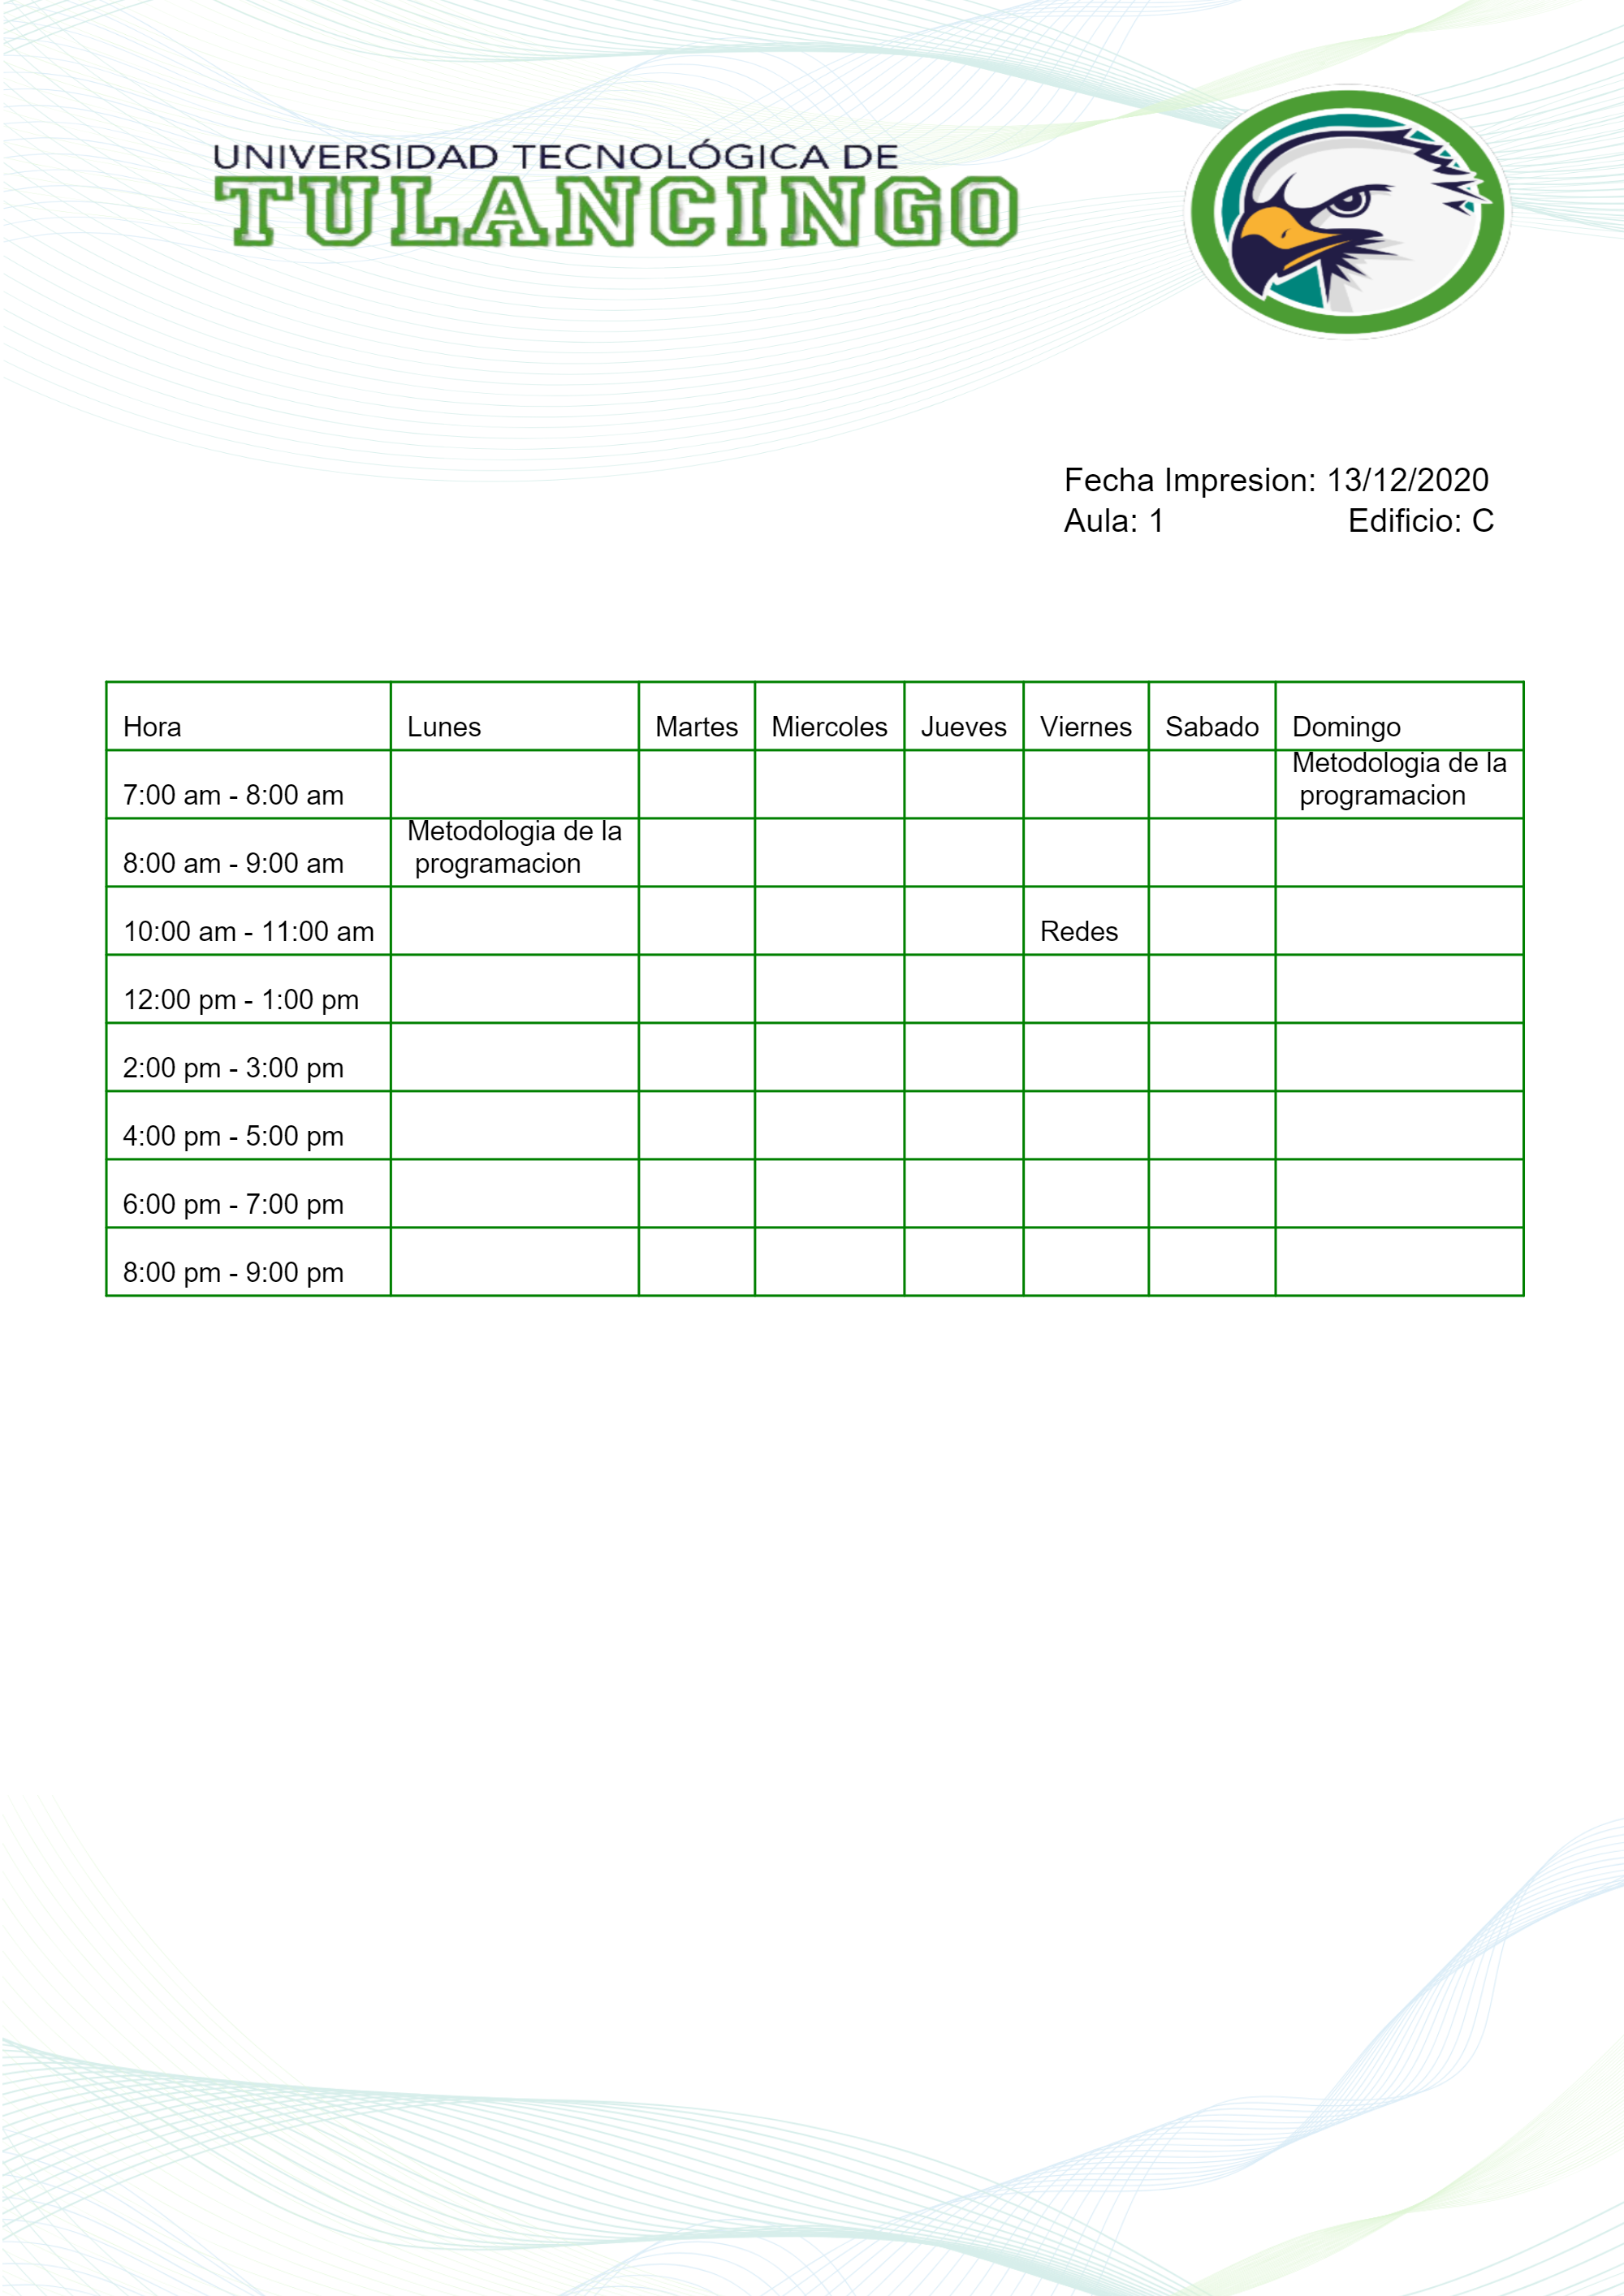 UNIVERSIDAD TECNOLÓGICA DE
TULANCINGO
Fecha Impresion: 13/12/2020
Aula: 1 Edificio: C
Hora Lunes Martes Miercoles Jueves Viernes Sabado Domingo
7:00 am - 8:00 am Metodologia de la
programacion
8:00 am - 9:00 am Metodologia de la
programacion
10:00 am - 11:00 am Redes
12:00 pm - 1:00 pm
2:00 pm - 3:00 pm
4:00 pm - 5:00 pm
6:00 pm - 7:00 pm
8:00 pm - 9:00 pm